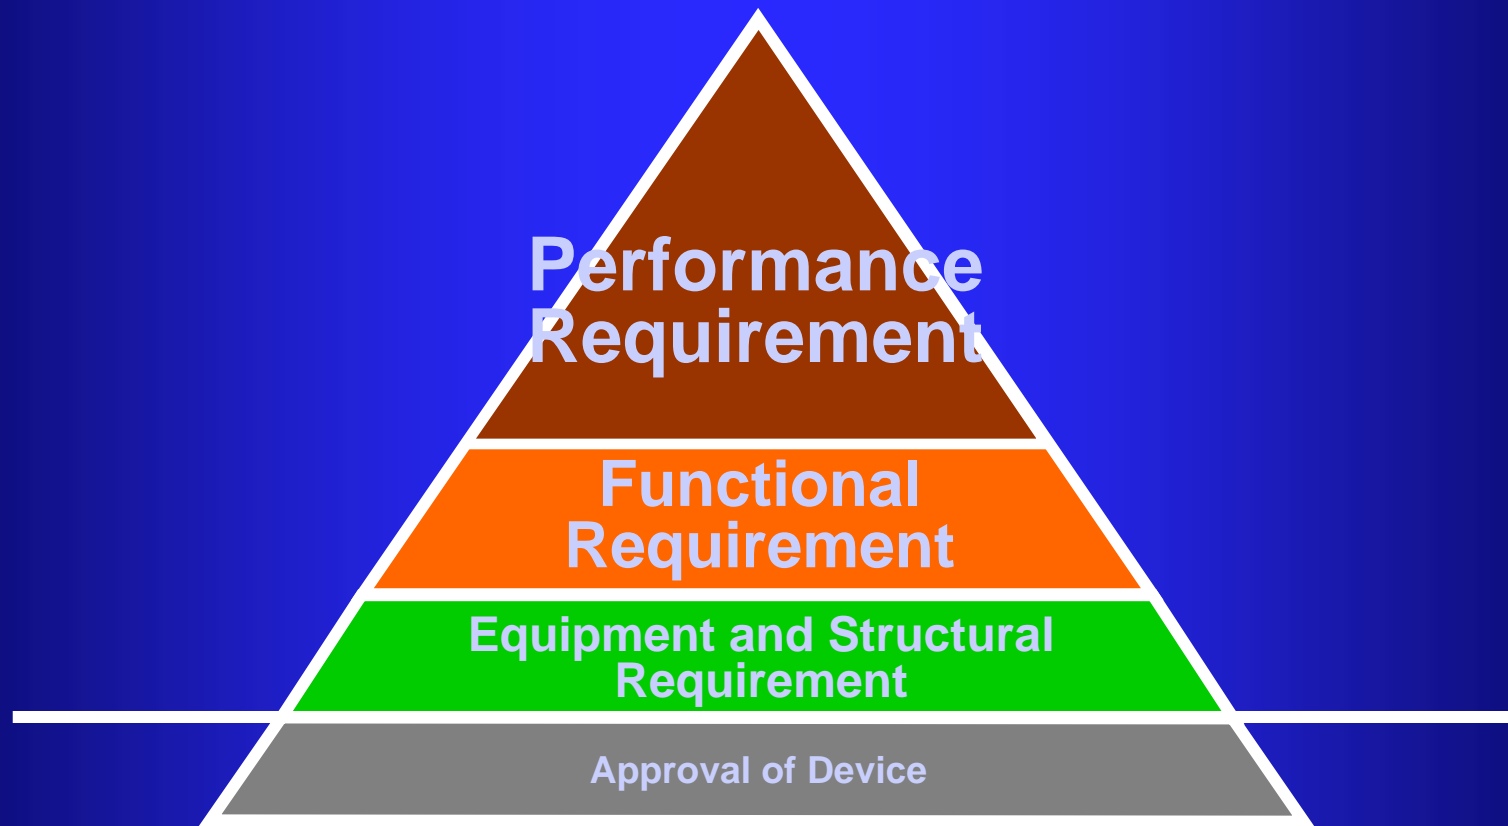 Performance
Requirement
Functional
Requirement
Equipment and Structural
Requirement
Approval of Device